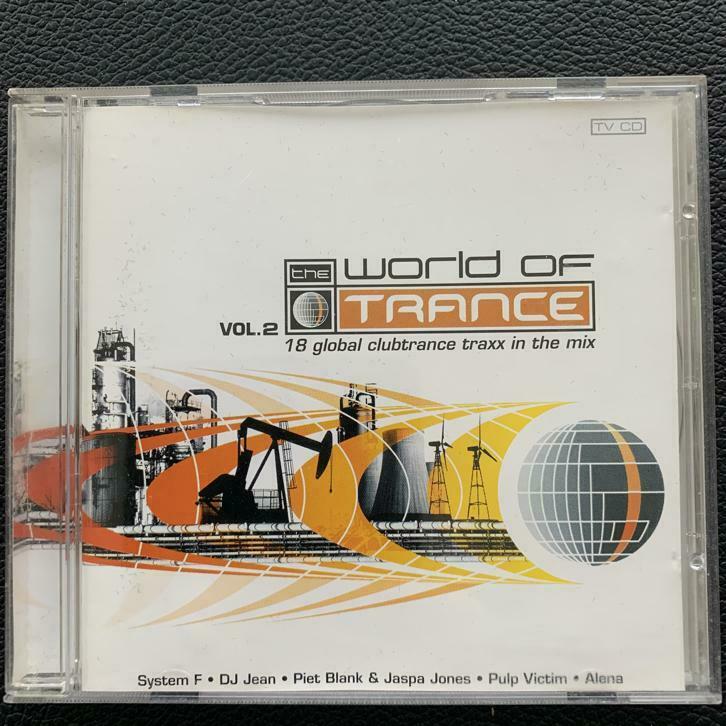 TV CD
the world OF
VOL.2 TRANCE
18 global clubtrance traxx in the mix
System F • DJ Jean • Piet Blank & Jaspa Jones • Pulp Victim • Alena